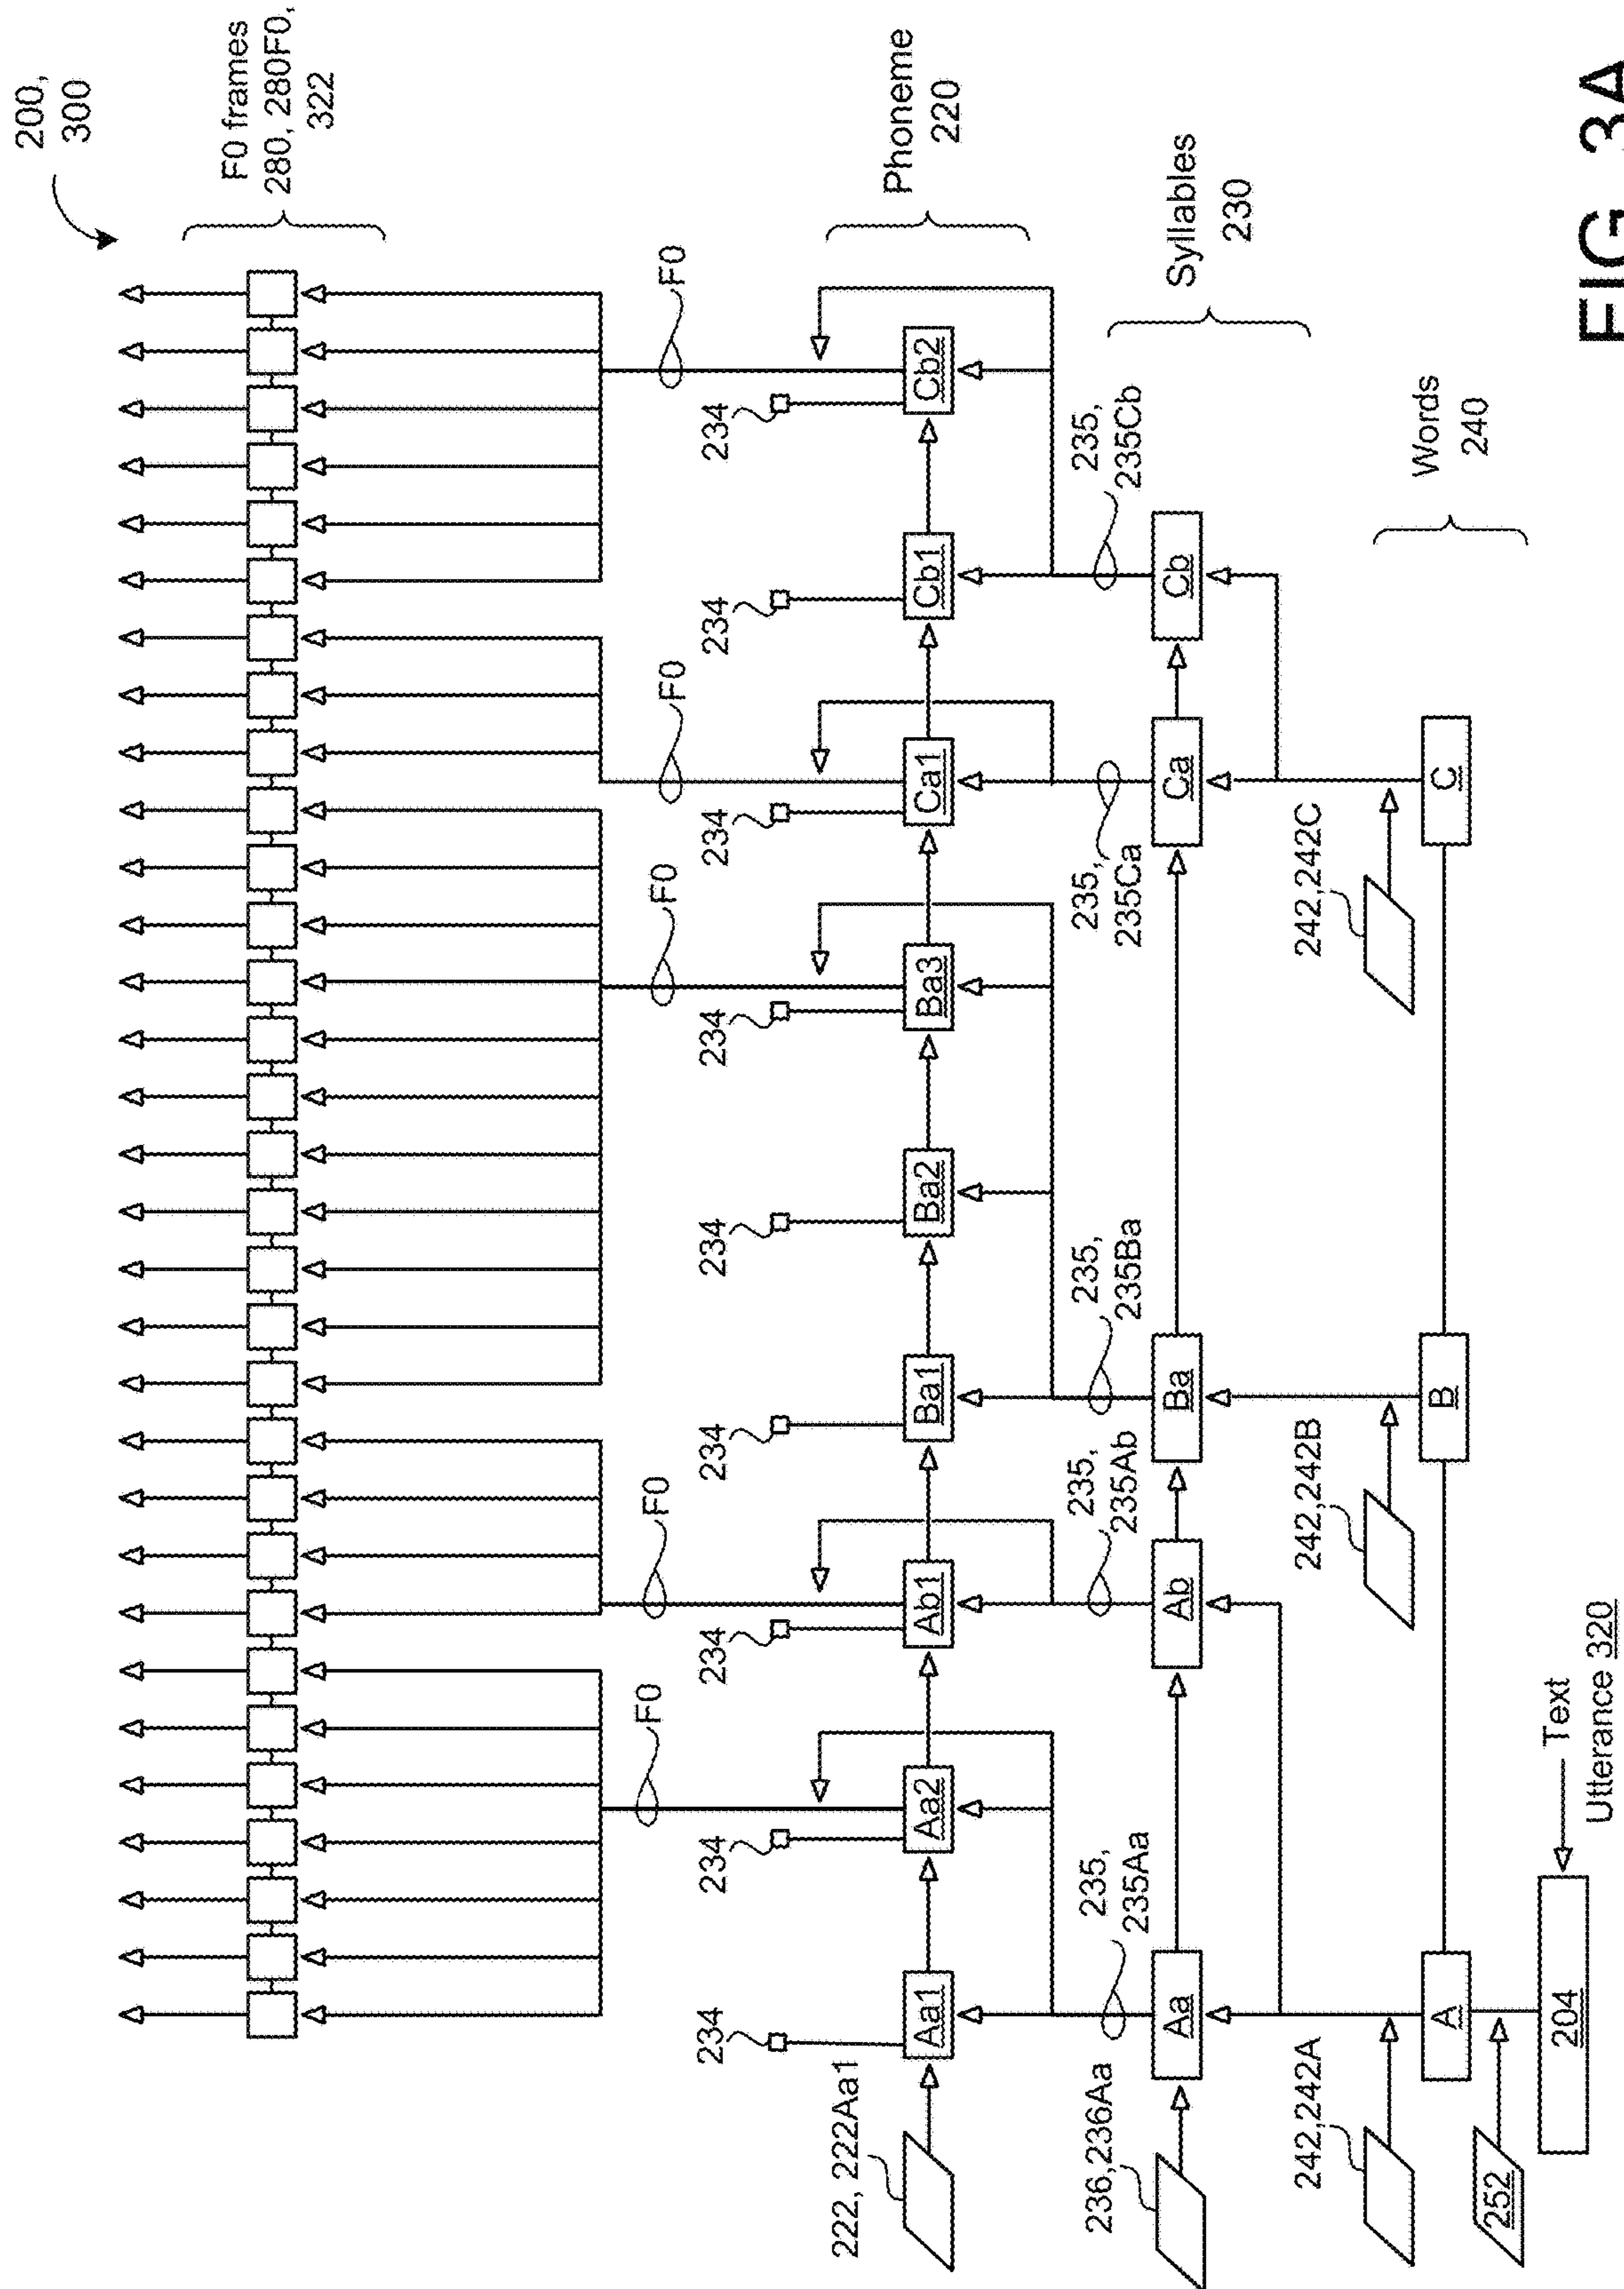 200,
300
F0 frames
280, 280F0,
322
F0
F0
F0
F0
F0
234
234
234
234
234
234
234
234
234
Phoneme
220
222, 222Aa1
Aa1
Aa2
Ab1
Ba1
Ba2
Ba3
Ca1
Cb1
Cb2
235,
235Aa
235,
235Ab
235,
235Ba
235,
235Ca
235,
235Cb
Syllables
230
236,236Aa
Aa
Ab
Ba
Ca
Cb
242,242A
242,242B
242,242C
Words
240
A
B
C
252
204
Text
Utterance 320
FIG 3A